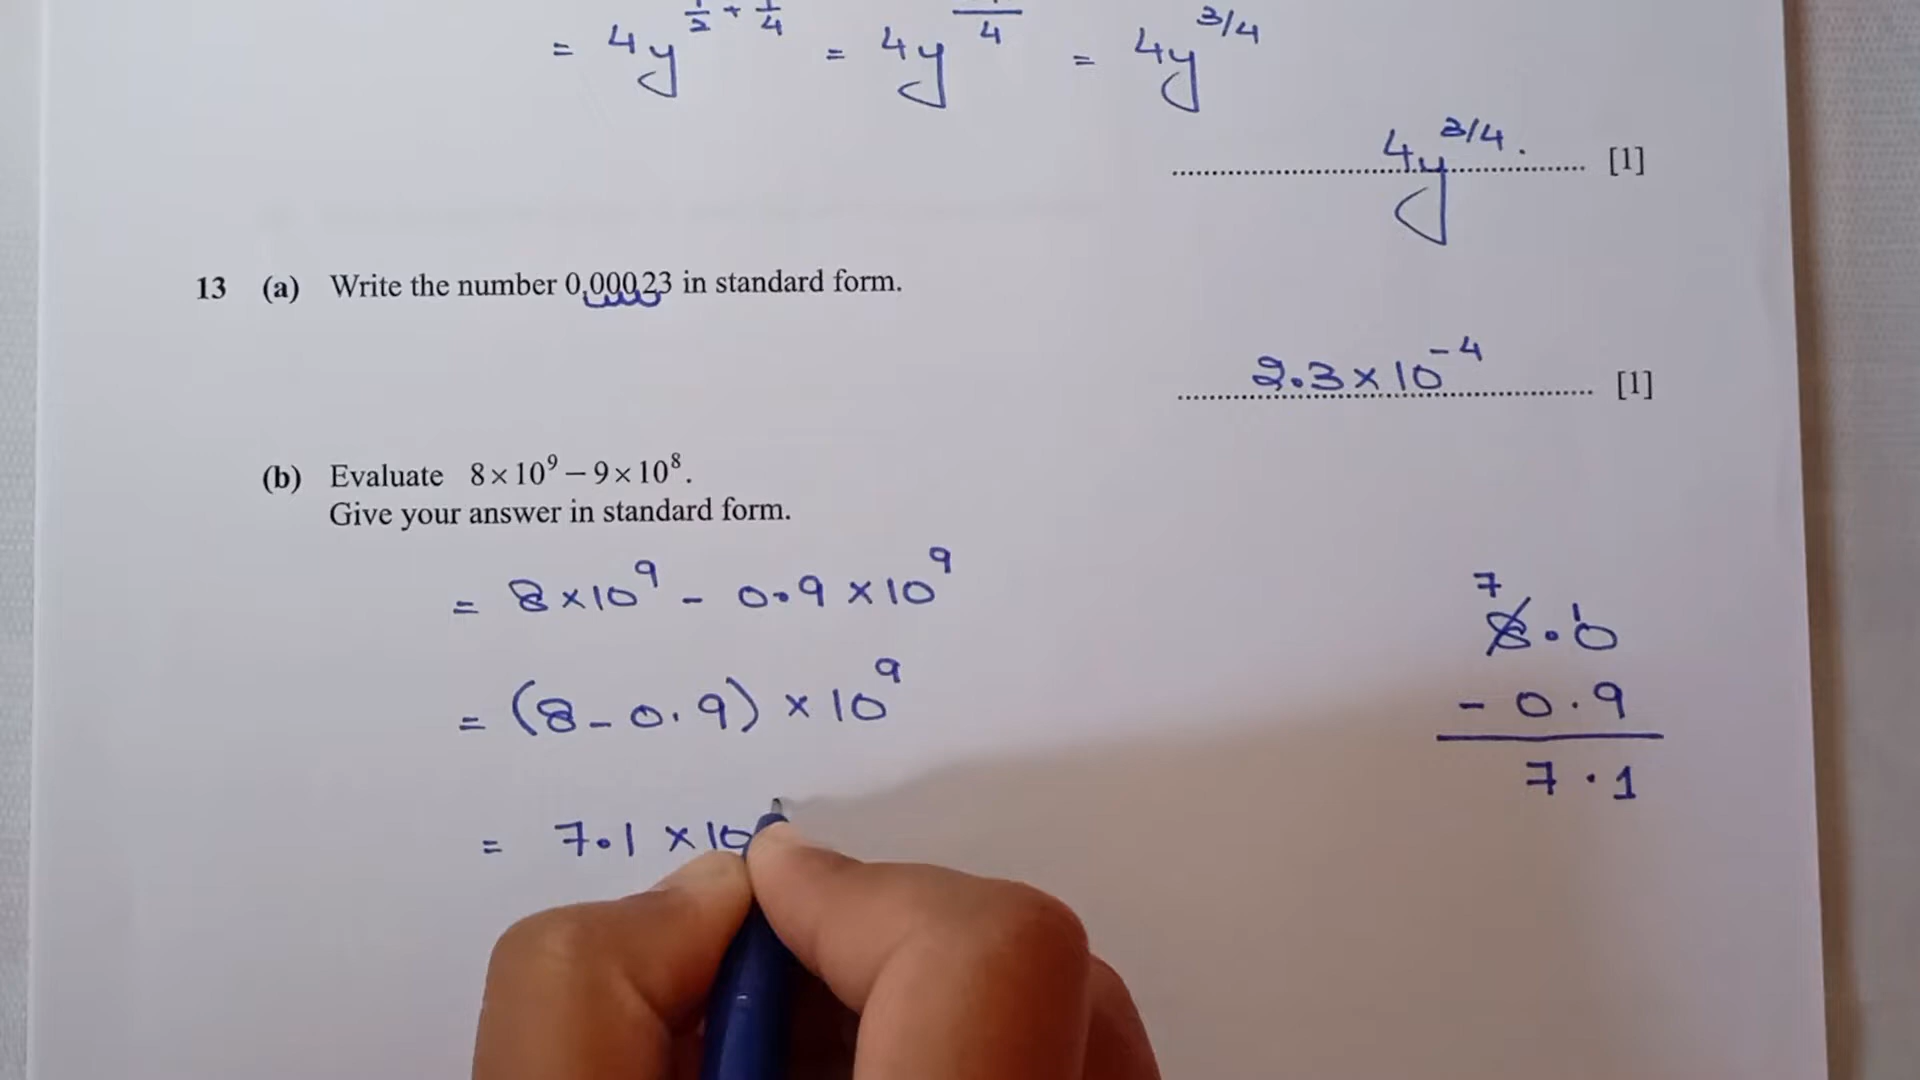 = 4y^(1/2 + 1/4) = 4y^(/4) = 4y^(3/4)
4y^(3/4). [1]
13 (a) Write the number 0.00023 in standard form.
2.3 × 10^-4 [1]
(b) Evaluate 8 × 10^9 – 9 × 10^8.
Give your answer in standard form.
= 8 × 10^9 - 0.9 × 10^9
= (8 - 0.9) × 10^9
= 7.1 × 10
7
8.10
- 0.9
7.1